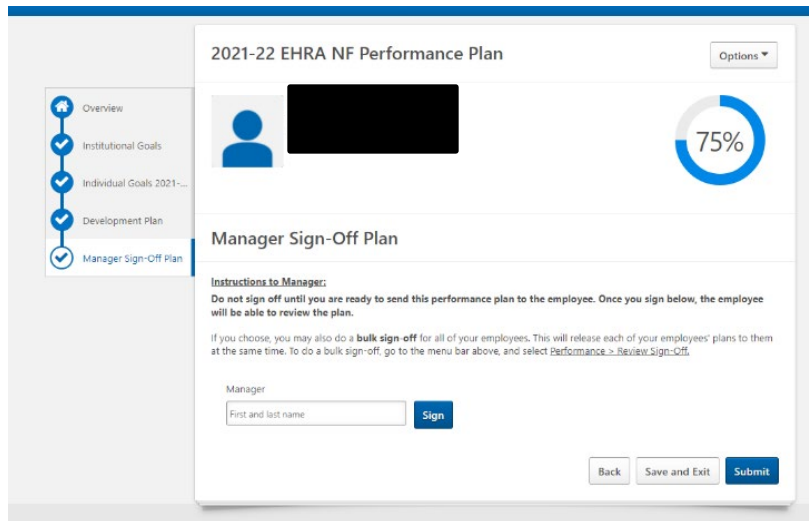 2021-22 EHRA NF Performance Plan
Options
Overview
Institutional Goals
Individual Goals 2021-...
Development Plan
Manager Sign-Off Plan
75%
Manager Sign-Off Plan
Instructions to Manager:
Do not sign off until you are ready to send this performance plan to the employee. Once you sign below, the employee
will be able to review the plan.
If you choose, you may also do a bulk sign-off for all of your employees. This will release each of your employees' plans to them
at the same time. To do a bulk sign-off, go to the menu bar above, and select Performance > Review Sign-Off.
Manager
First and last name
Sign
Back
Save and Exit
Submit